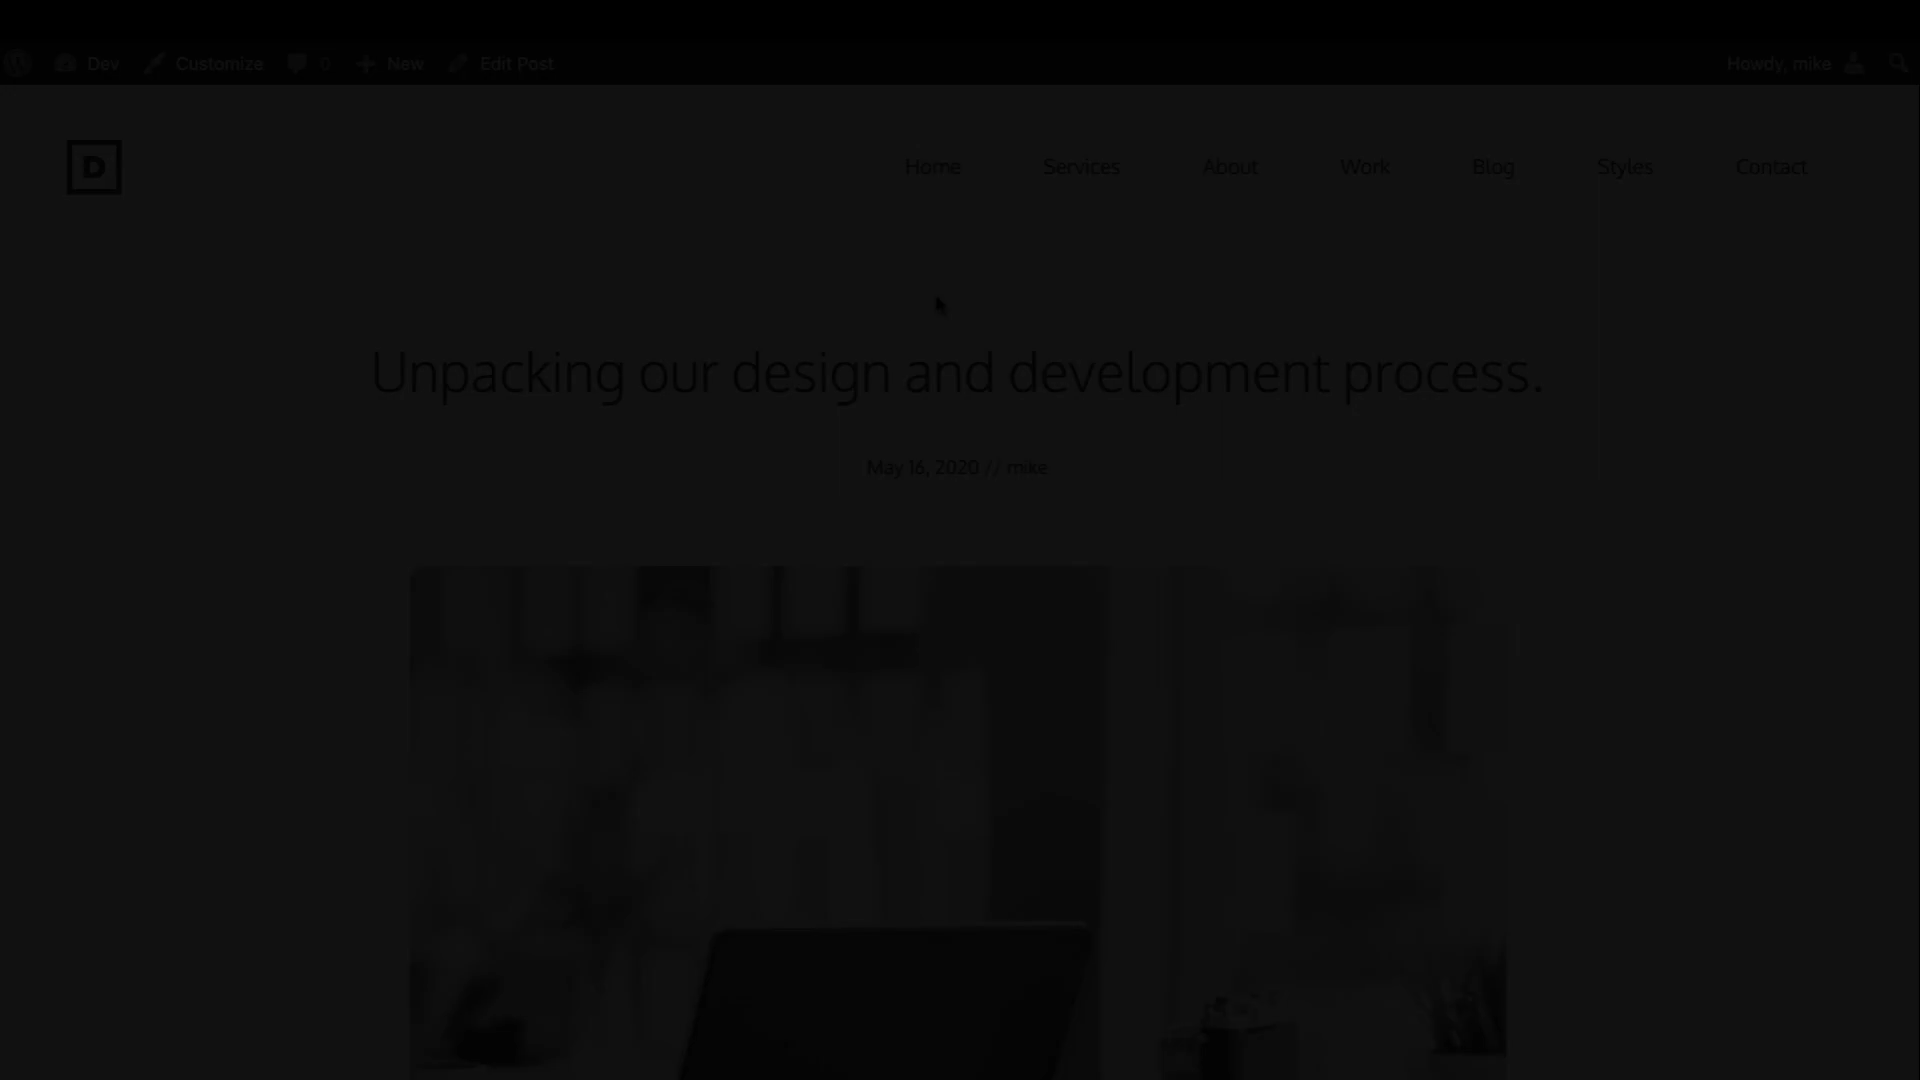 Dev Customize 0 New Edit Post Howdy, mike
D Home Services About Work Blog Styles Contact
Unpacking our design and development process.
May 16, 2020 // mike